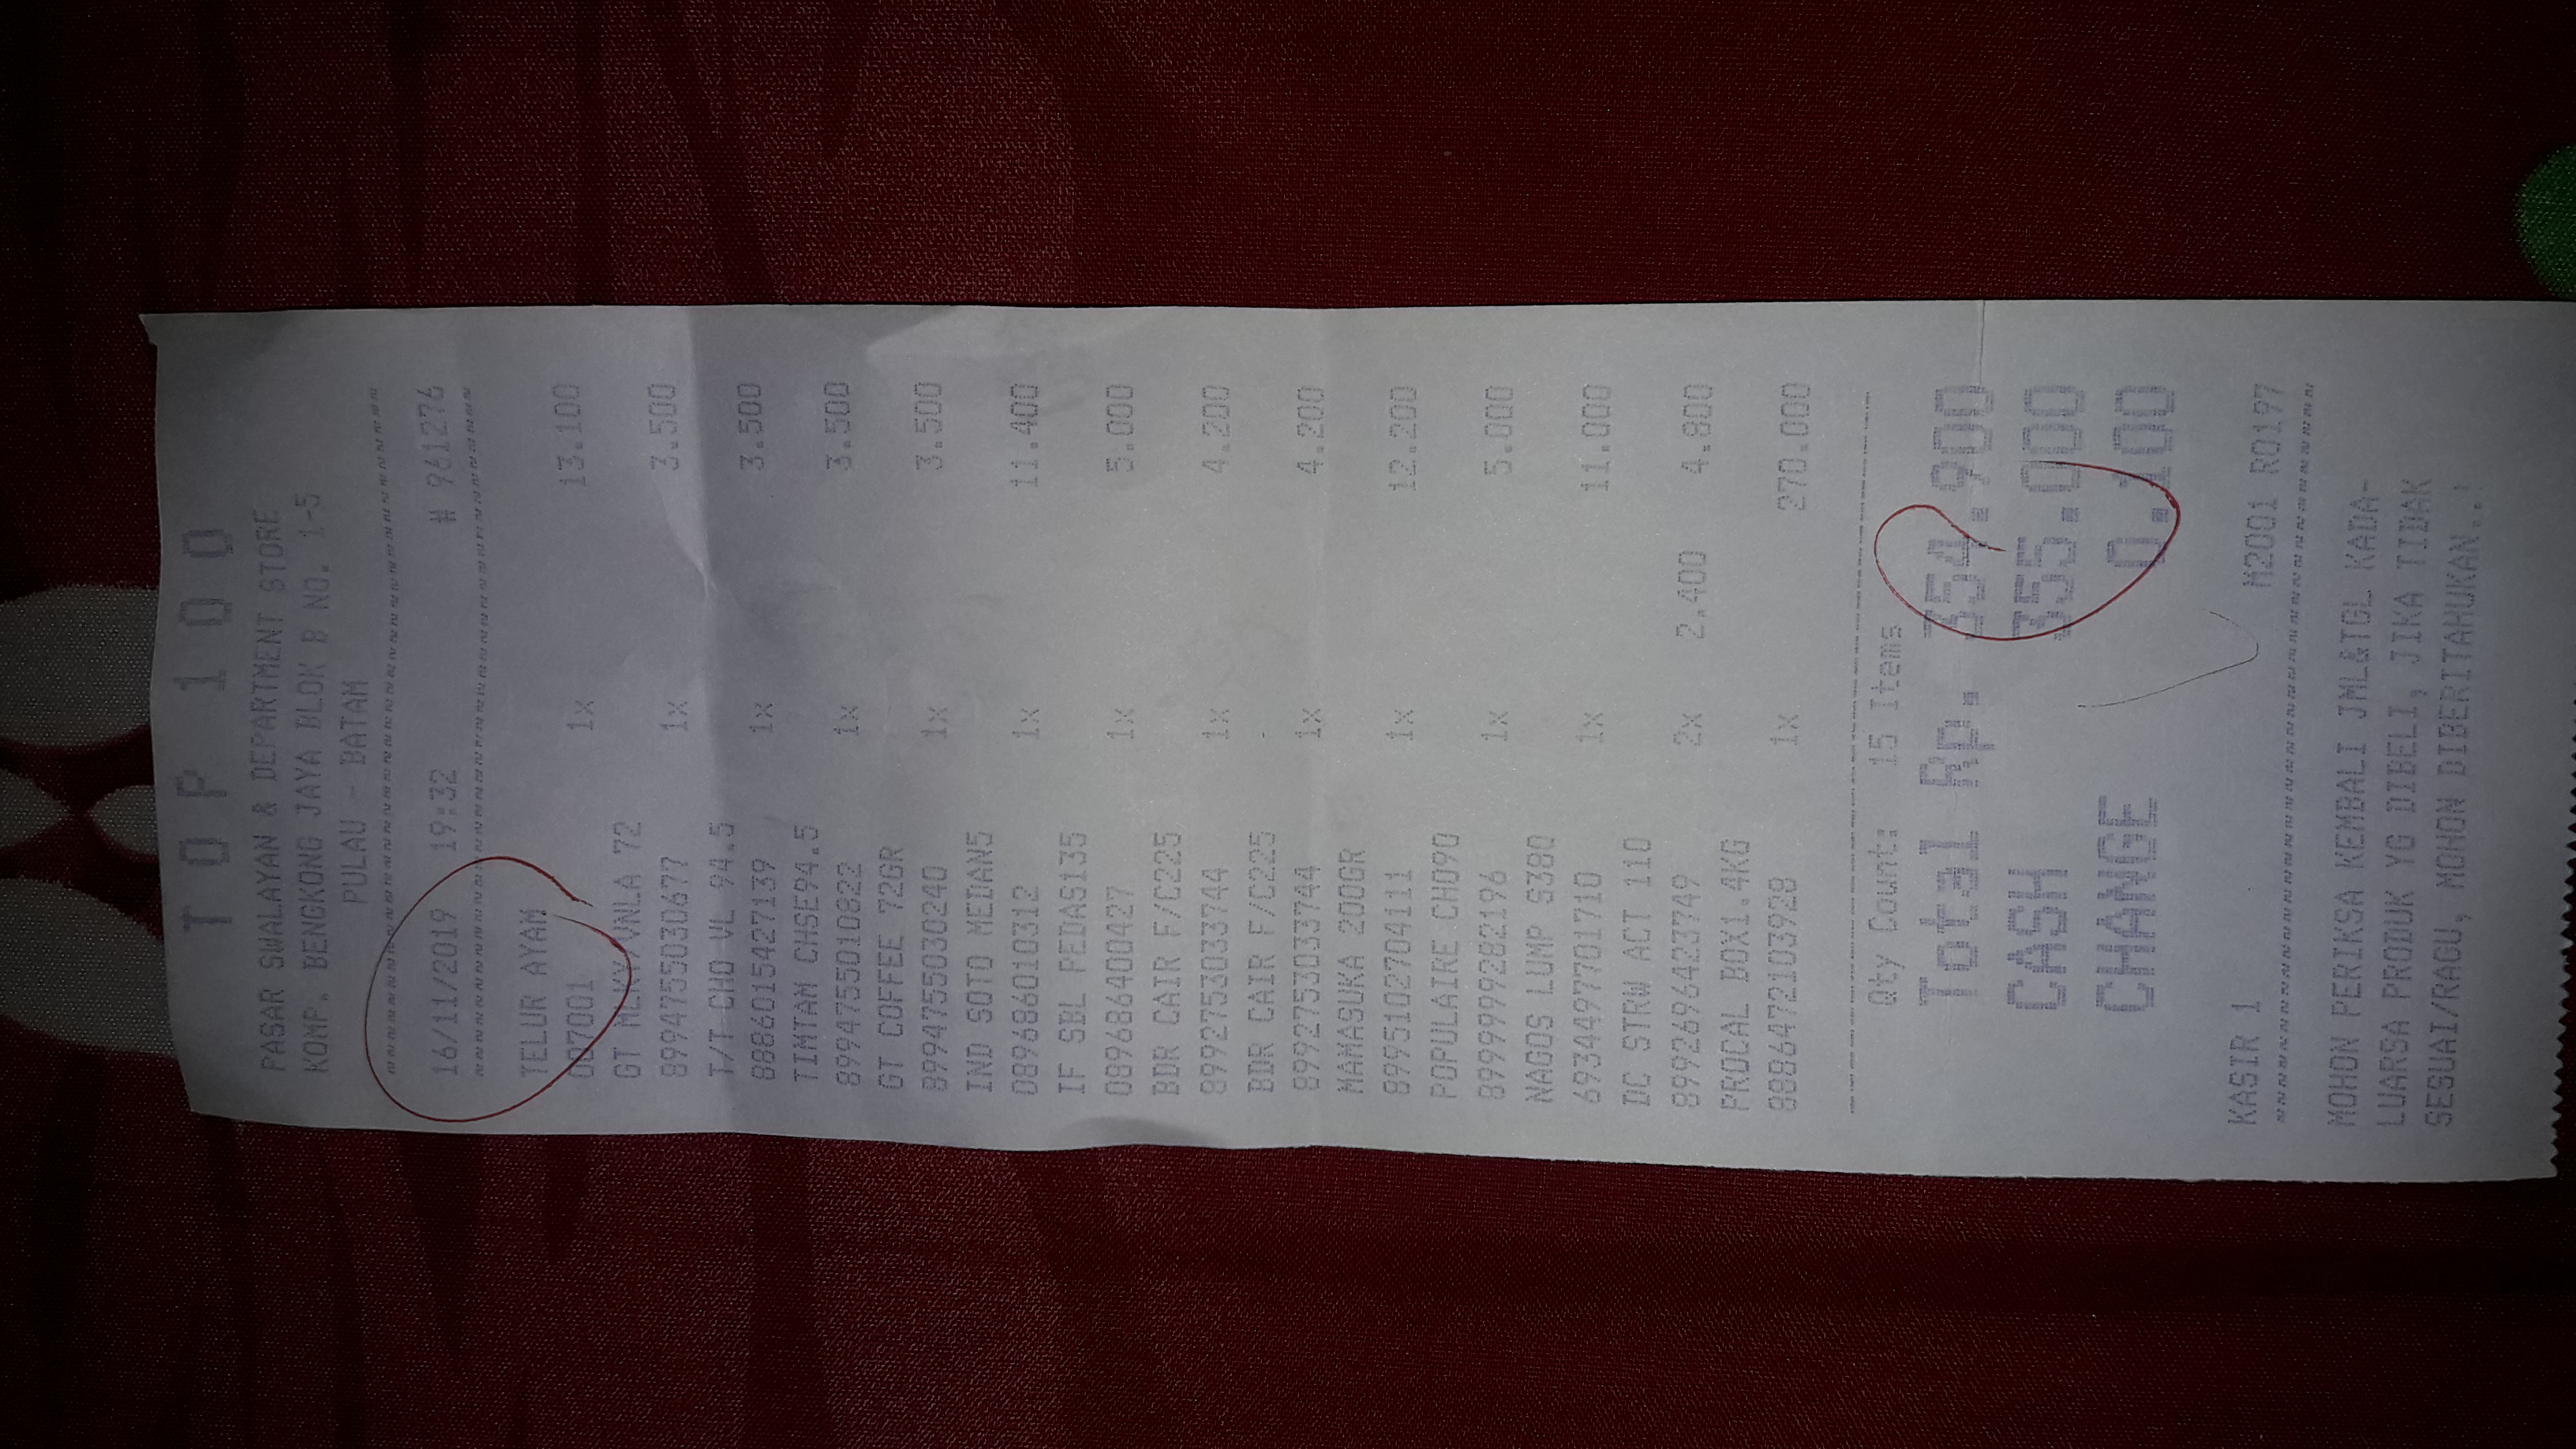 TOP 100
PASAR SWALAYAN & DEPARTMENT STORE
KOMP. BENGKONG JAYA BLOK B NO. 1-5
PULAU - BATAM
16/11/2019 19:32 # 961276
TELUR AYAM
007001 1x 13.100
GT MLKY/VNLA 72
8994755030677 1x 3.500
T/T CHO VL 94.5
8886015427139 1x 3.500
TIMTAM CHSE94.5
8994755010822 1x 3.500
GT COFFEE 72GR
8994755030240 1x 3.500
IND SOTO MEDAN5
089686010312 1x 11.400
IF SBL PEDAS135
089686400427 1x 5.000
BDR CAIR F/C225
8992753033744 1x 4.200
BDR CAIR F/C225
8992753033744 1x 4.200
MAMASUKA 200GR
8995102704111 1x 12.200
POPULAIRE CHO90
8999999282196 1x 5.000
NAGOS LUMP S380
6934497701710 1x 11.000
DC STRW ACT 110
8992696423749 2x 2.400 4.800
PROCAL BOX1.4KG
8886472103928 1x 270.000
Qty Count: 15 Items
Total Rp. 354.900
CASH 355.000
CHANGE 0.100
KASIR 1 M2001 R0197
MOHON PERIKSA KEMBALI JML&TGL KADA-
LUARSA PRODUK YG DIBELI, JIKA TIDAK
SESUAI/RAGU, MOHON DIBERITAHUKAN..!